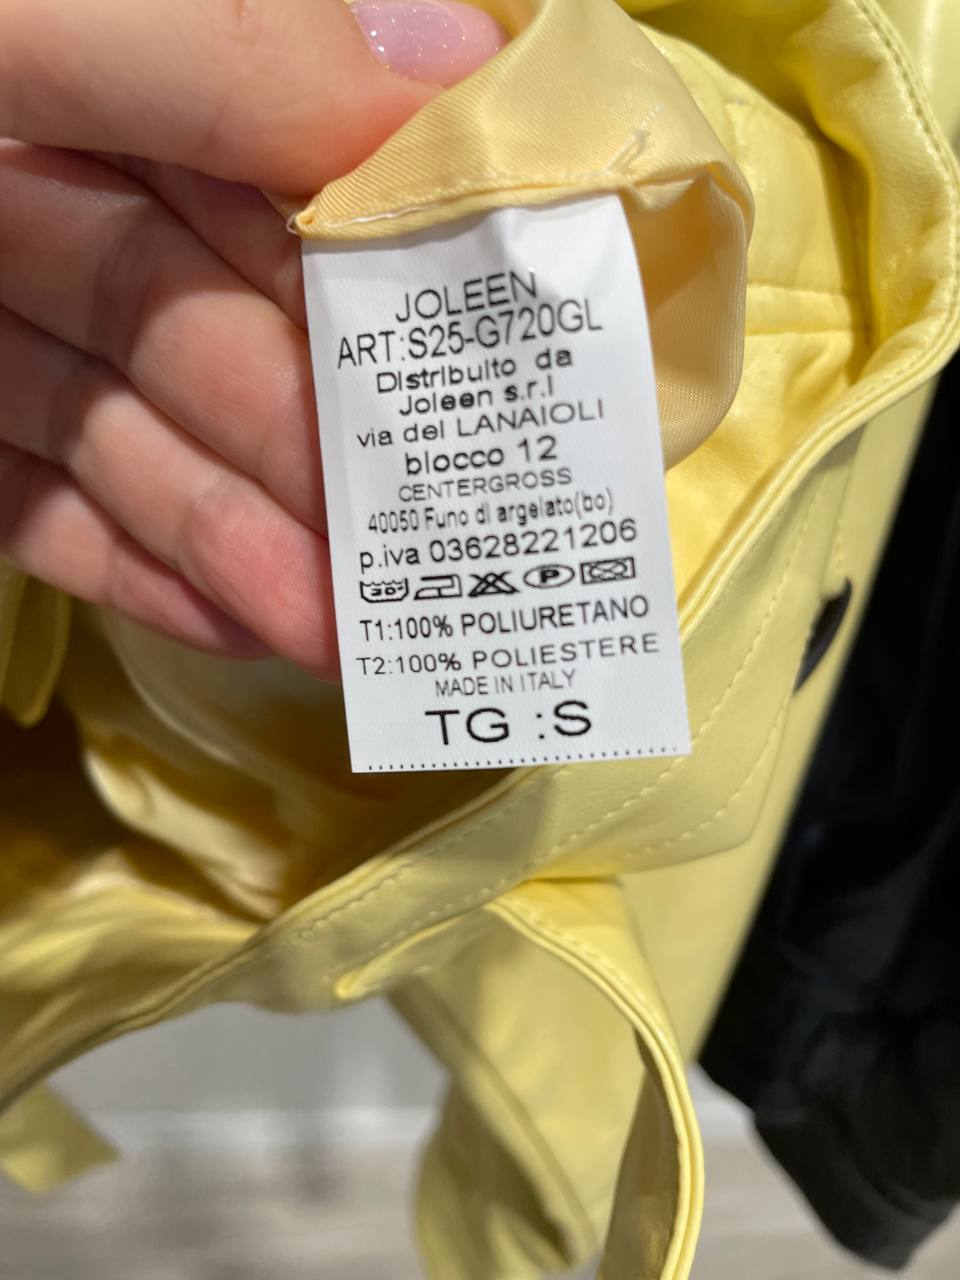 JOLEEN
ART:S25-G720GL
Distribuito da
Joleen s.r.l
via dei LANAIOLI
blocco 12
CENTERGROSS
40050 Funo di argelato(bo)
p.iva 03628221206
30 P
T1:100% POLIURETANO
T2:100% POLIESTERE
MADE IN ITALY
TG :S